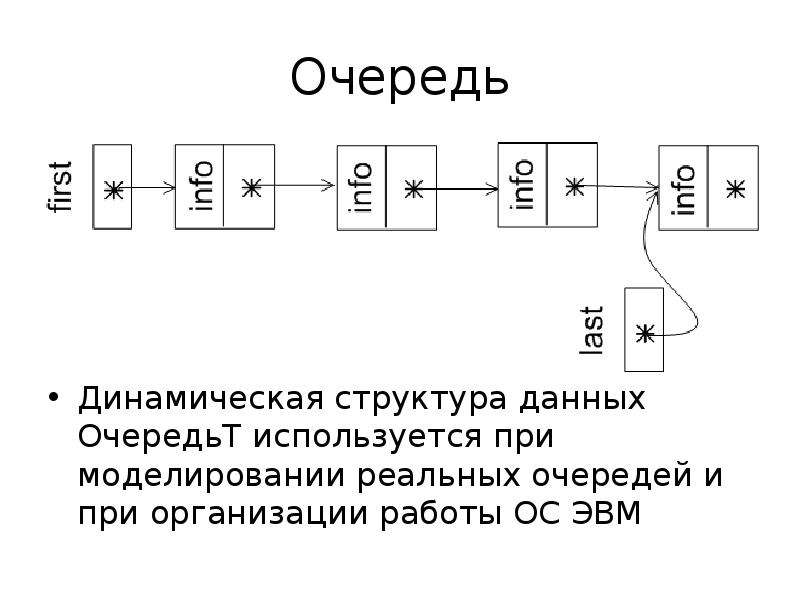 Очередь
first
info
info
info
info
last
• Динамическая структура данных
ОчередьТ используется при
моделировании реальных очередей и
при организации работы ОС ЭВМ